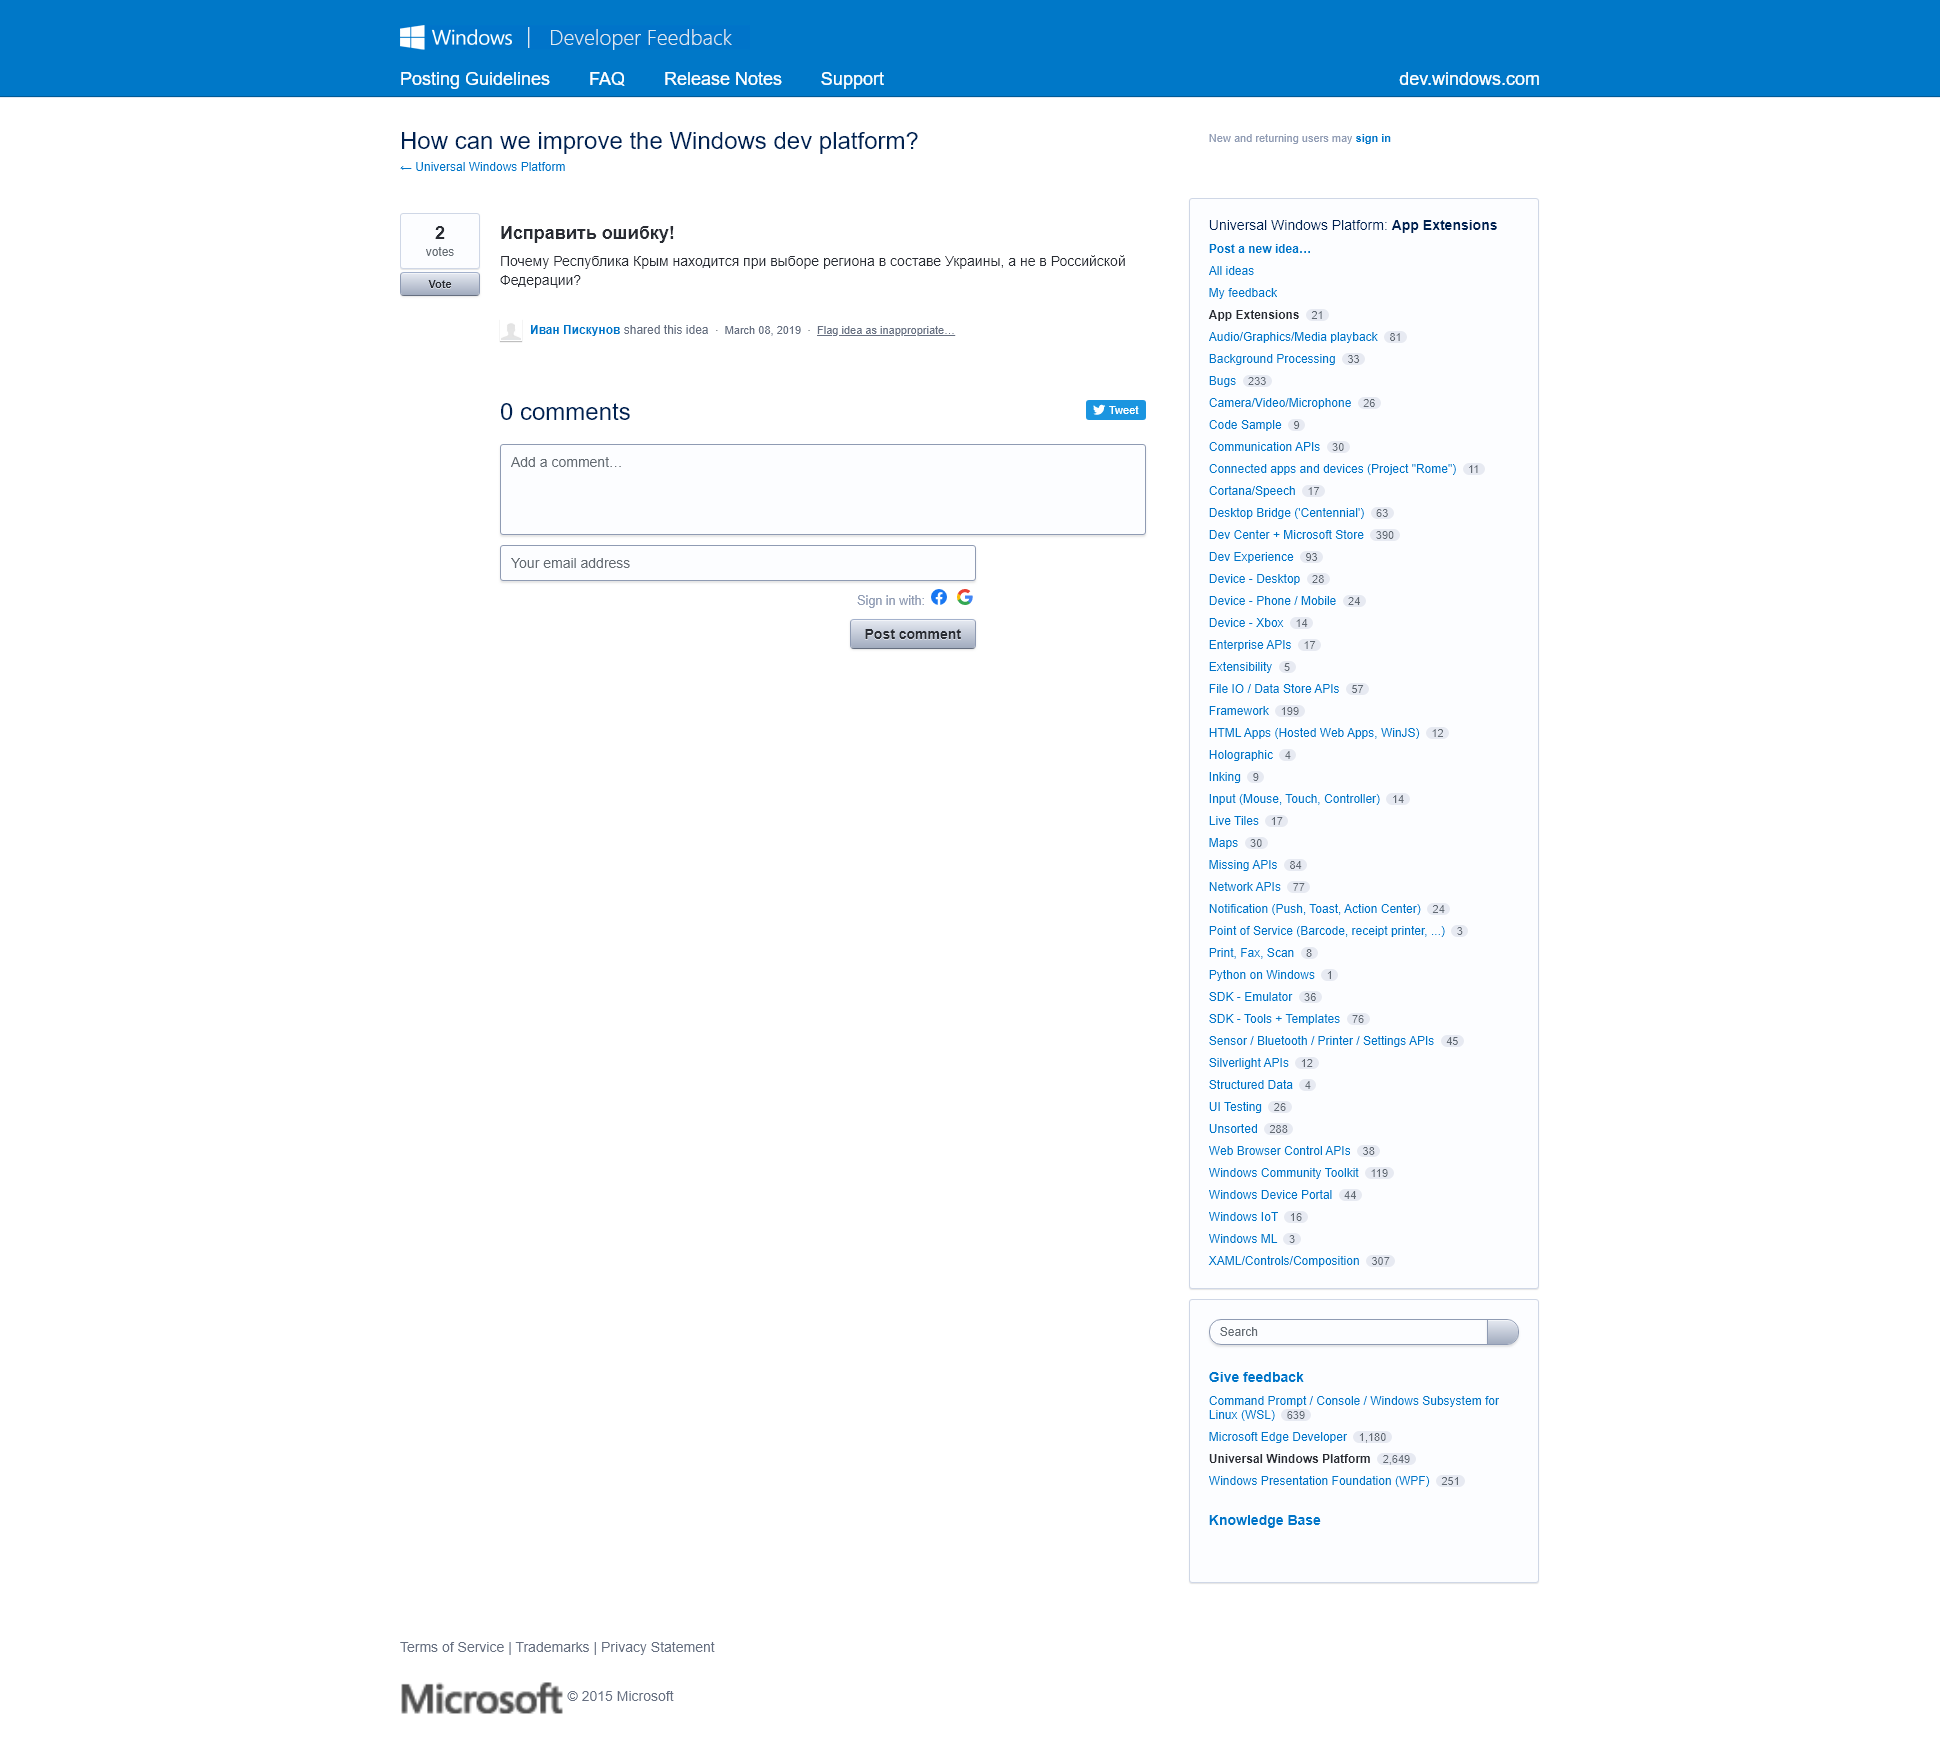 Windows | Developer Feedback
Posting Guidelines FAQ Release Notes Support dev.windows.com
How can we improve the Windows dev platform?
← Universal Windows Platform
New and returning users may sign in
2
votes
Vote
Исправить ошибку!
Почему Республика Крым находится при выборе региона в составе Украины, а не в Российской
Федерации?
Иван Пискунов shared this idea · March 08, 2019 · Flag idea as inappropriate…
0 comments
Tweet
Add a comment…
Your email address
Sign in with:
Post comment
Universal Windows Platform: App Extensions
Post a new idea…
All ideas
My feedback
App Extensions 21
Audio/Graphics/Media playback 81
Background Processing 33
Bugs 233
Camera/Video/Microphone 26
Code Sample 9
Communication APIs 30
Connected apps and devices (Project "Rome") 11
Cortana/Speech 17
Desktop Bridge ('Centennial') 63
Dev Center + Microsoft Store 390
Dev Experience 93
Device - Desktop 28
Device - Phone / Mobile 24
Device - Xbox 14
Enterprise APIs 17
Extensibility 5
File IO / Data Store APIs 57
Framework 199
HTML Apps (Hosted Web Apps, WinJS) 12
Holographic 4
Inking 9
Input (Mouse, Touch, Controller) 14
Live Tiles 17
Maps 30
Missing APIs 84
Network APIs 77
Notification (Push, Toast, Action Center) 24
Point of Service (Barcode, receipt printer, ...) 3
Print, Fax, Scan 8
Python on Windows 1
SDK - Emulator 36
SDK - Tools + Templates 76
Sensor / Bluetooth / Printer / Settings APIs 45
Silverlight APIs 12
Structured Data 4
UI Testing 26
Unsorted 288
Web Browser Control APIs 38
Windows Community Toolkit 119
Windows Device Portal 44
Windows IoT 16
Windows ML 3
XAML/Controls/Composition 307
Search
Give feedback
Command Prompt / Console / Windows Subsystem for
Linux (WSL) 639
Microsoft Edge Developer 1,180
Universal Windows Platform 2,649
Windows Presentation Foundation (WPF) 251
Knowledge Base
Terms of Service | Trademarks | Privacy Statement
Microsoft © 2015 Microsoft